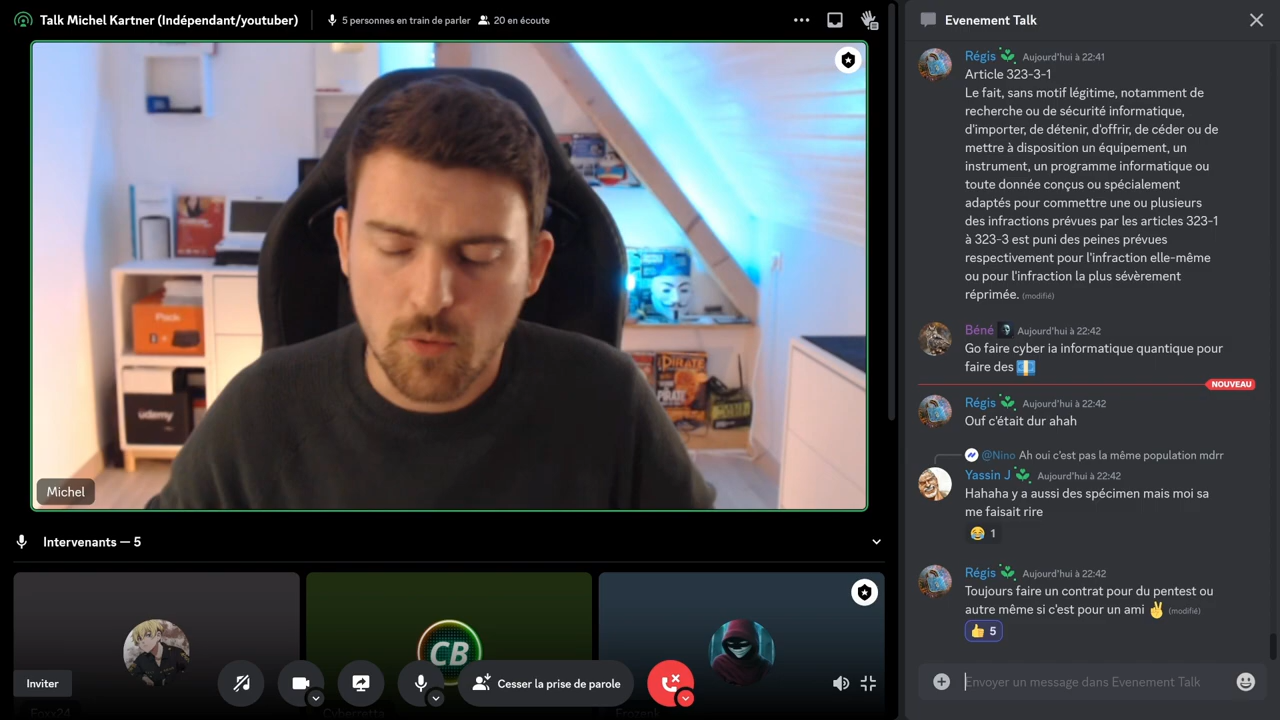 Talk Michel Kartner (Indépendant/youtuber)
5 personnes en train de parler
20 en écoute
Pack
ûdemy
PIRATE
PIRATE
Michel
Intervenants — 5
CB
Inviter
Cesser la prise de parole
Evenement Talk
Régis Aujourd'hui à 22:41
Article 323-3-1
Le fait, sans motif légitime, notamment de
recherche ou de sécurité informatique,
d'importer, de détenir, d'offrir, de céder ou de
mettre à disposition un équipement, un
instrument, un programme informatique ou
toute donnée conçus ou spécialement
adaptés pour commettre une ou plusieurs
des infractions prévues par les articles 323-1
à 323-3 est puni des peines prévues
respectivement pour l'infraction elle-même
ou pour l'infraction la plus sévèrement
réprimée. (modifié)
Béné Aujourd'hui à 22:42
Go faire cyber ia informatique quantique pour
faire des
NOUVEAU
Régis Aujourd'hui à 22:42
Ouf c'était dur ahah
@Nino Ah oui c'est pas la même population mdrr
Yassin J Aujourd'hui à 22:42
Hahaha y a aussi des spécimen mais moi sa
me faisait rire
1
Régis Aujourd'hui à 22:42
Toujours faire un contrat pour du pentest ou
autre même si c'est pour un ami (modifié)
5
Envoyer un message dans Evenement Talk